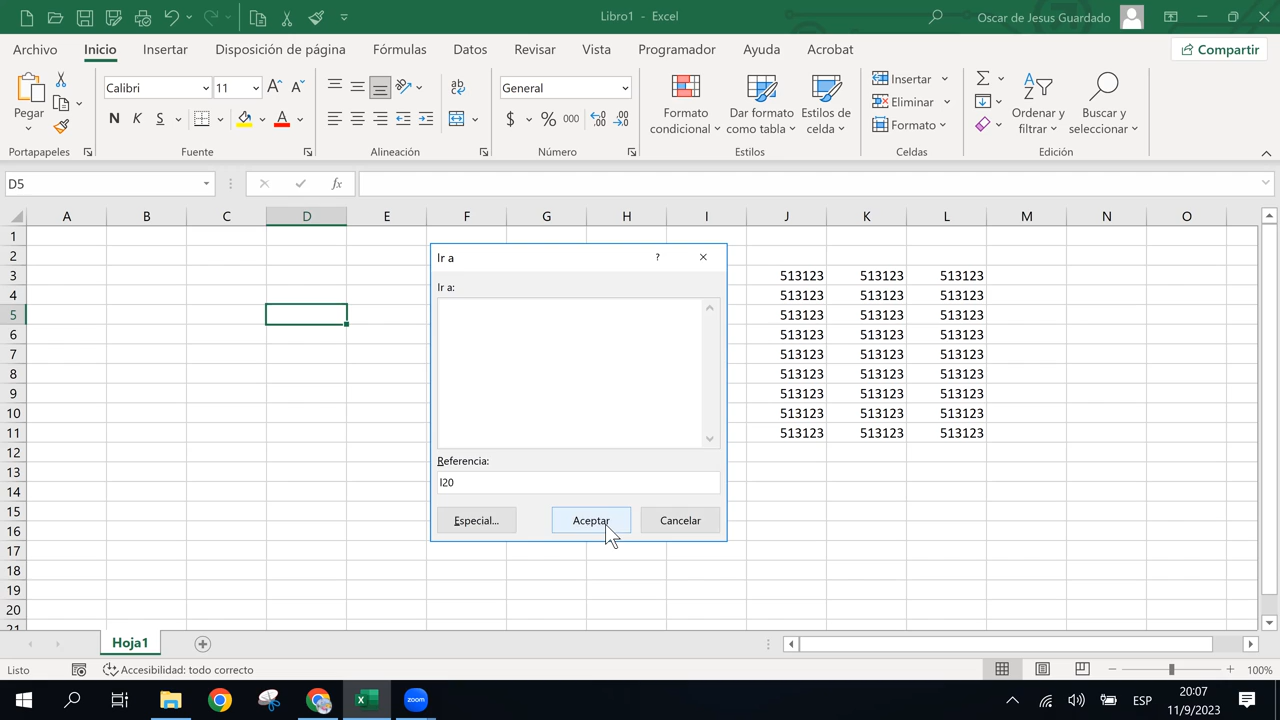 Libro1 - Excel
Oscar de Jesus Guardado
Archivo Inicio Insertar Disposición de página Fórmulas Datos Revisar Vista Programador Ayuda Acrobat Compartir
Calibri 11 General Insertar
Pegar Formato condicional Dar formato como tabla Estilos de celda Eliminar Ordenar y filtrar Buscar y seleccionar
N K S $ % 000 Formato
Portapapeles Fuente Alineación Número Estilos Celdas Edición
D5 fx
A B C D E F G H I J K L M N O
1
2
3 513123 513123 513123
4 513123 513123 513123
5 513123 513123 513123
6 513123 513123 513123
7 513123 513123 513123
8 513123 513123 513123
9 513123 513123 513123
10 513123 513123 513123
11 513123 513123 513123
12
13
14
15
16
17
18
19
20
21
Ir a ?
Ir a:
Referencia:
I20
Especial... Aceptar Cancelar
Hoja1
Listo Accesibilidad: todo correcto 100%
zoom ESP 20:07
11/9/2023